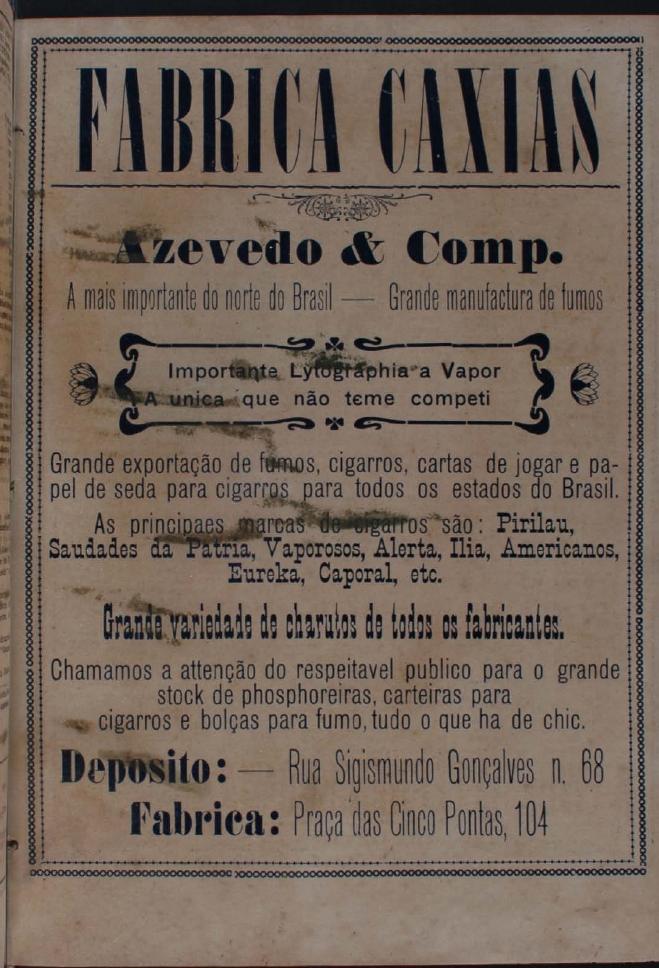 FABRICA CAXIAS
Azevedo & Comp.
A mais importante do norte do Brasil — Grande manufactura de fumos
Importante Lytographia a Vapor
A unica que não teme competi
Grande exportação de fumos, cigarros, cartas de jogar e pa-
pel de seda para cigarros para todos os estados do Brasil.
As principaes marcas de cigarros são: Pirilau,
Saudades da Patria, Vaporosos, Alerta, Ilia, Americanos,
Eureka, Caporal, etc.
Grande variedade de charutos de todos os fabricantes.
Chamamos a attenção do respeitavel publico para o grande
stock de phosphoreiras, carteiras para
cigarros e bolças para fumo, tudo o que ha de chic.
Deposito: — Rua Sigismundo Gonçalves n. 68
Fabrica: Praça das Cinco Pontas, 104